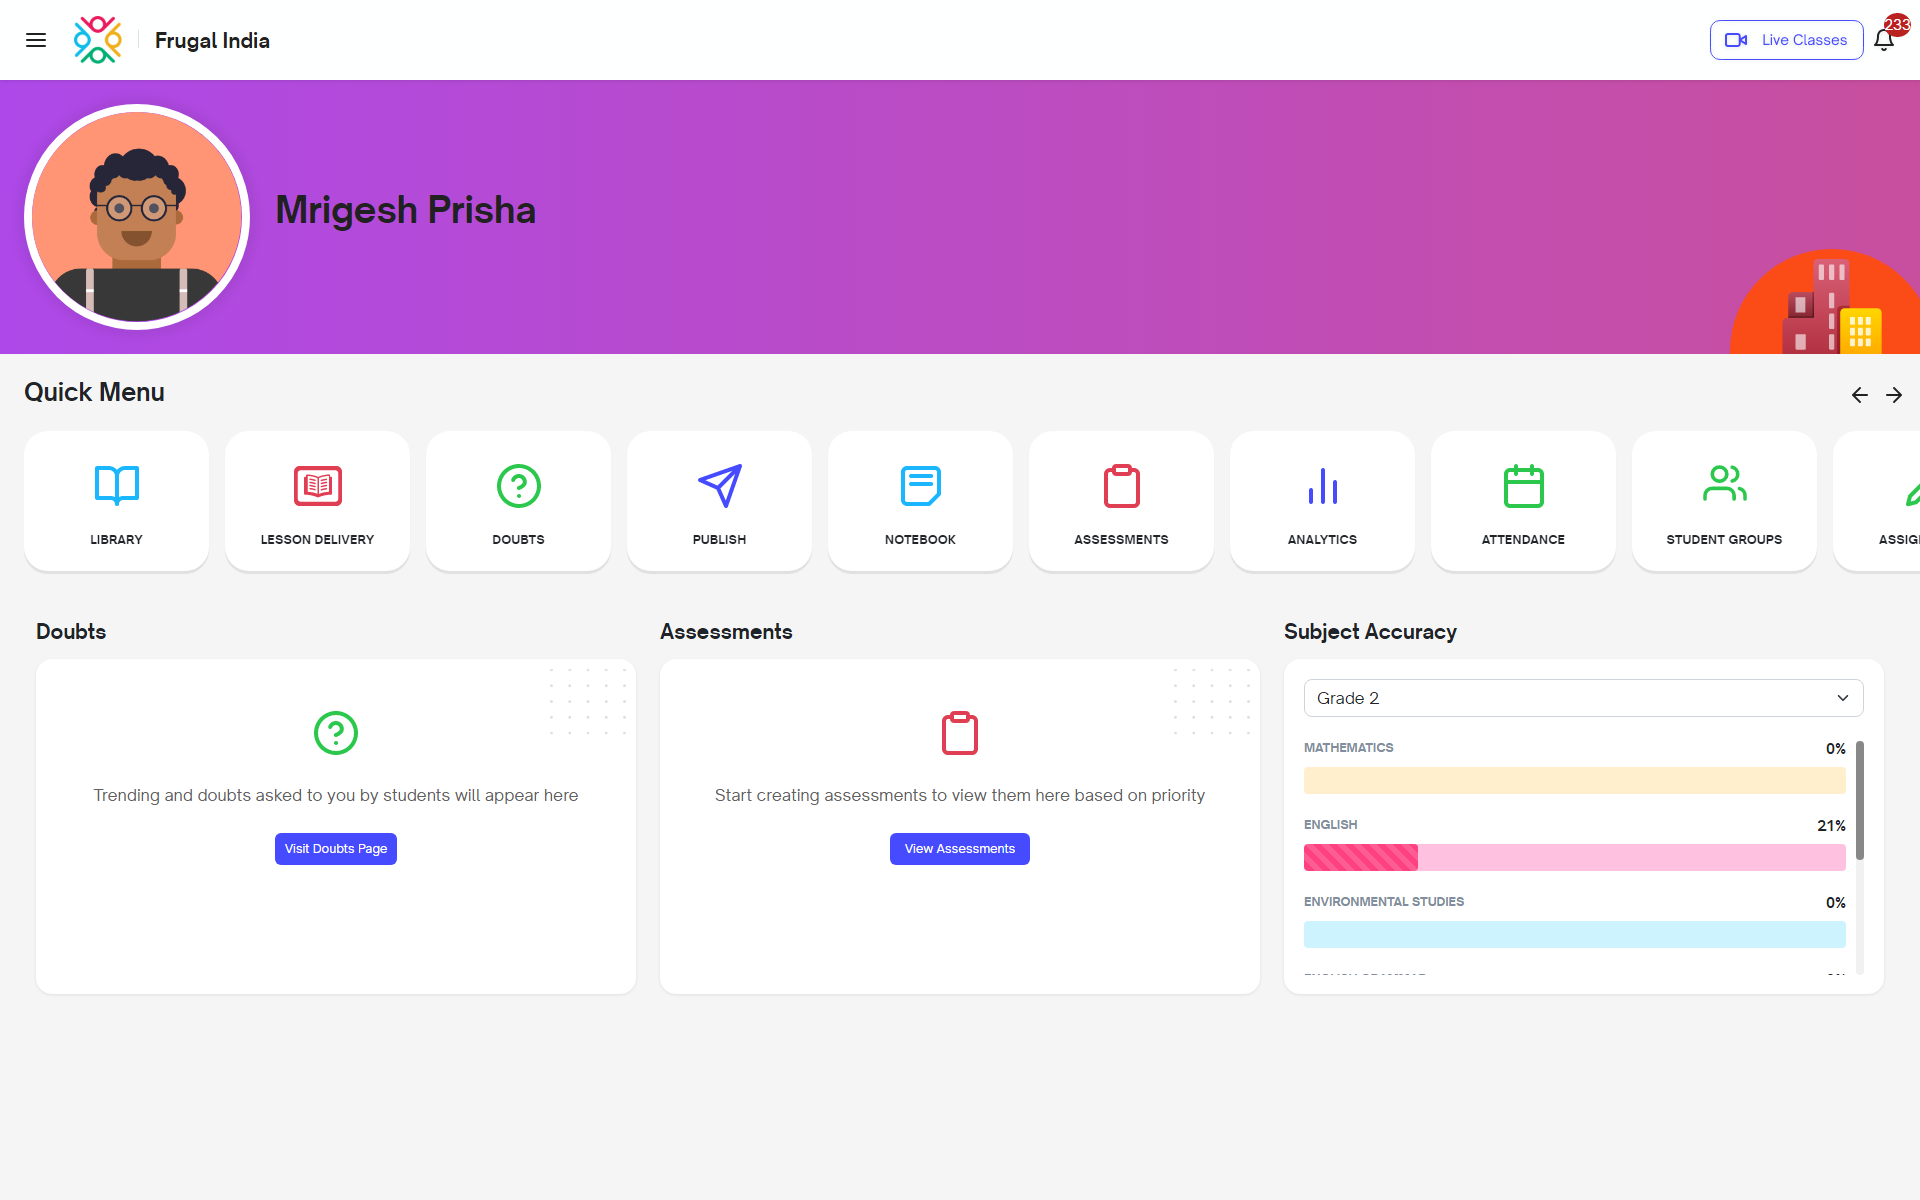 Frugal India
Live Classes
233
Mrigesh Prisha
Quick Menu
LIBRARY
LESSON DELIVERY
DOUBTS
PUBLISH
NOTEBOOK
ASSESSMENTS
ANALYTICS
ATTENDANCE
STUDENT GROUPS
Doubts
Trending and doubts asked to you by students will appear here
Visit Doubts Page
Assessments
Start creating assessments to view them here based on priority
View Assessments
Subject Accuracy
Grade 2
MATHEMATICS 0%
ENGLISH 21%
ENVIRONMENTAL STUDIES 0%